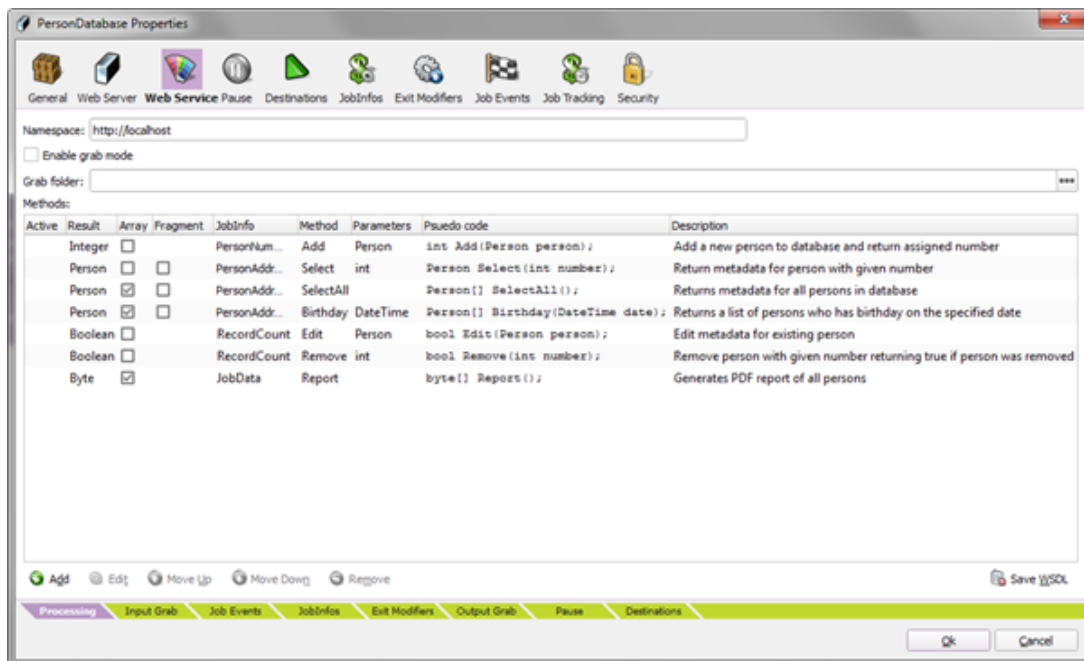 PersonDatabase Properties
General Web Server Web Service Pause Destinations JobInfos Exit Modifiers Job Events Job Tracking Security
Namespace: http://localhost
Enable grab mode
Grab folder:
Methods:
Active Result Array Fragment JobInfo Method Parameters Psuedo code Description
Integer PersonNum... Add Person int Add(Person person); Add a new person to database and return assigned number
Person PersonAddr... Select int Person Select(int number); Return metadata for person with given number
Person PersonAddr... SelectAll Person[] SelectAll(); Returns metadata for all persons in database
Person PersonAddr... Birthday DateTime Person[] Birthday(DateTime date); Returns a list of persons who has birthday on the specified date
Boolean RecordCount Edit Person bool Edit(Person person); Edit metadata for existing person
Boolean RecordCount Remove int bool Remove(int number); Remove person with given number returning true if person was removed
Byte JobData Report byte[] Report(); Generates PDF report of all persons
Add Edit Move Up Move Down Remove Save WSDL
Processing Input Grab Job Events JobInfos Exit Modifiers Output Grab Pause Destinations
Ok Cancel